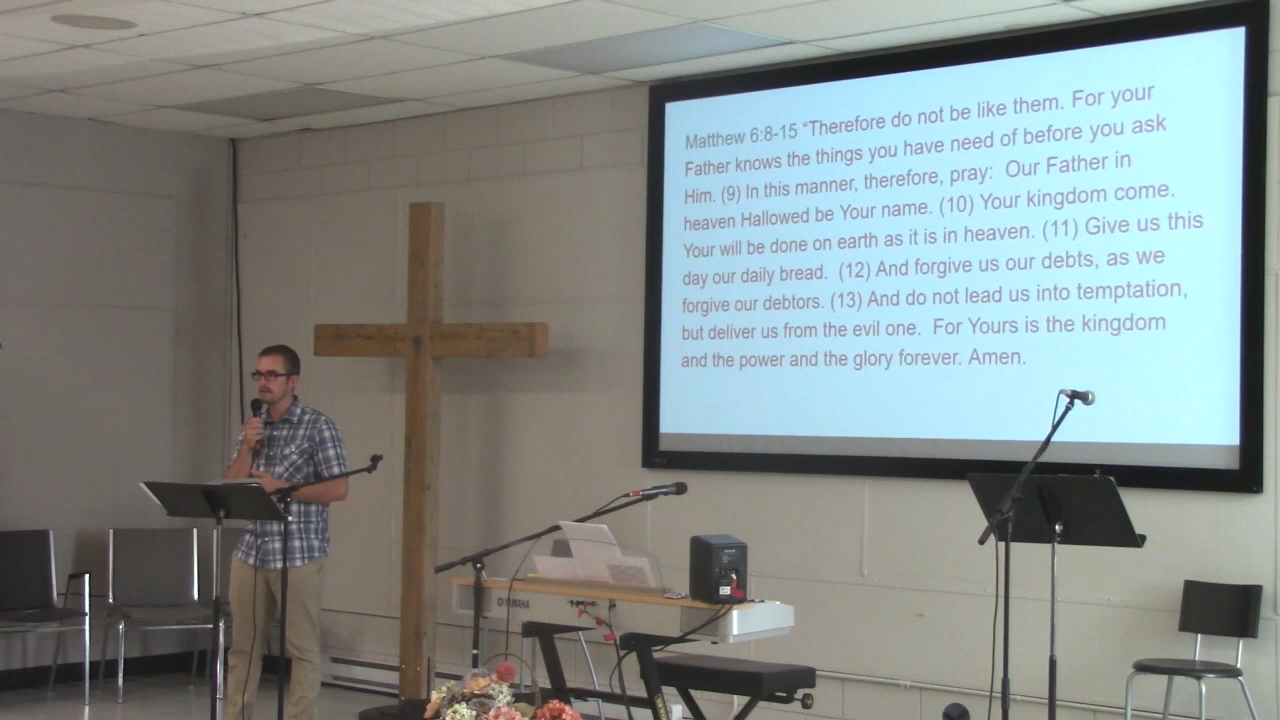 Matthew 6:8-15 “Therefore do not be like them. For your
Father knows the things you have need of before you ask
Him. (9) In this manner, therefore, pray: Our Father in
heaven Hallowed be Your name. (10) Your kingdom come.
Your will be done on earth as it is in heaven. (11) Give us this
day our daily bread. (12) And forgive us our debts, as we
forgive our debtors. (13) And do not lead us into temptation,
but deliver us from the evil one. For Yours is the kingdom
and the power and the glory forever. Amen.
YAMAHA